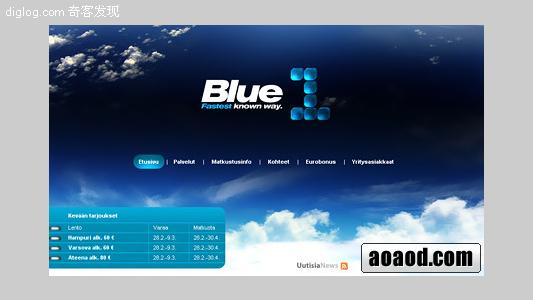 diglog.com 奇客发现
Blue 1
Fastest known way.
Etusivu | Palvelut | Matkustusinfo | Kohteet | Eurobonus | Yritysasiakkaat
Kevään tarjoukset
Lento Varaa Matkusta
Hampuri alk. 60 € 28.2.-9.3. 28.2.-30.4.
Varsova alk. 60 € 28.2.-9.3. 28.2.-30.4.
Ateena alk. 80 € 28.2.-9.3. 28.2.-30.4.
UutisiaNews
aoaod.com